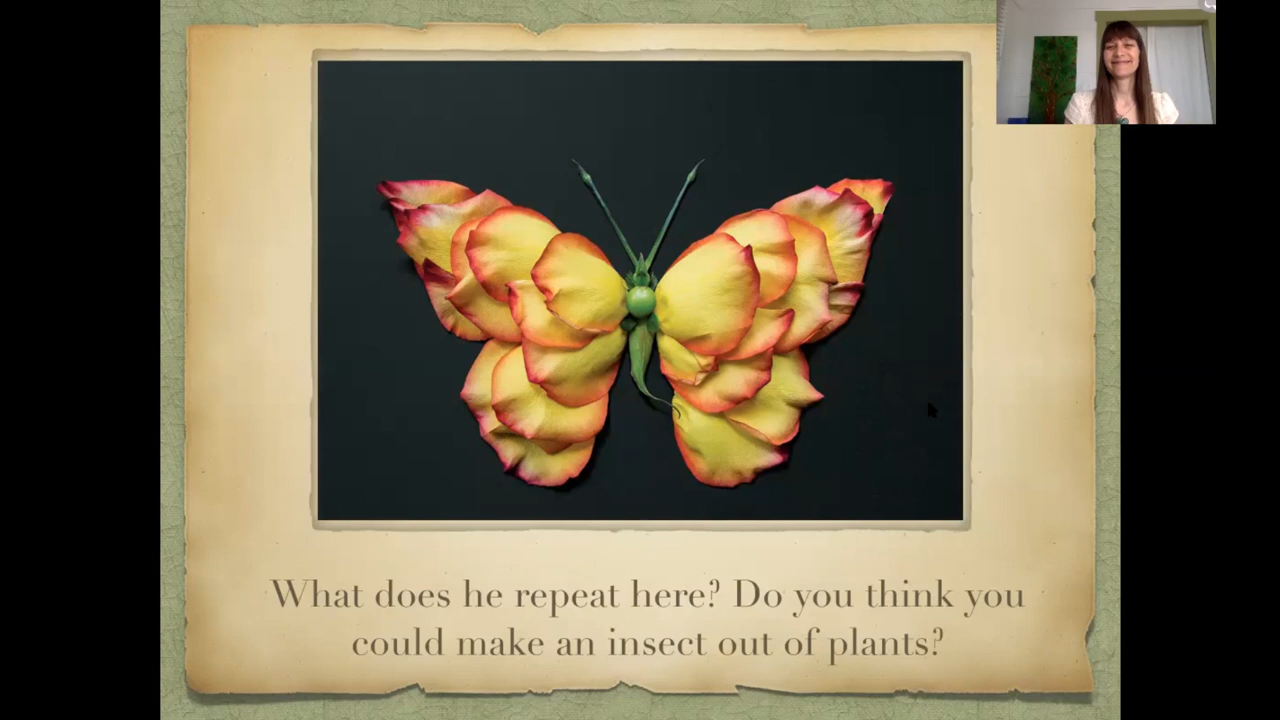 What does he repeat here? Do you think you
could make an insect out of plants?